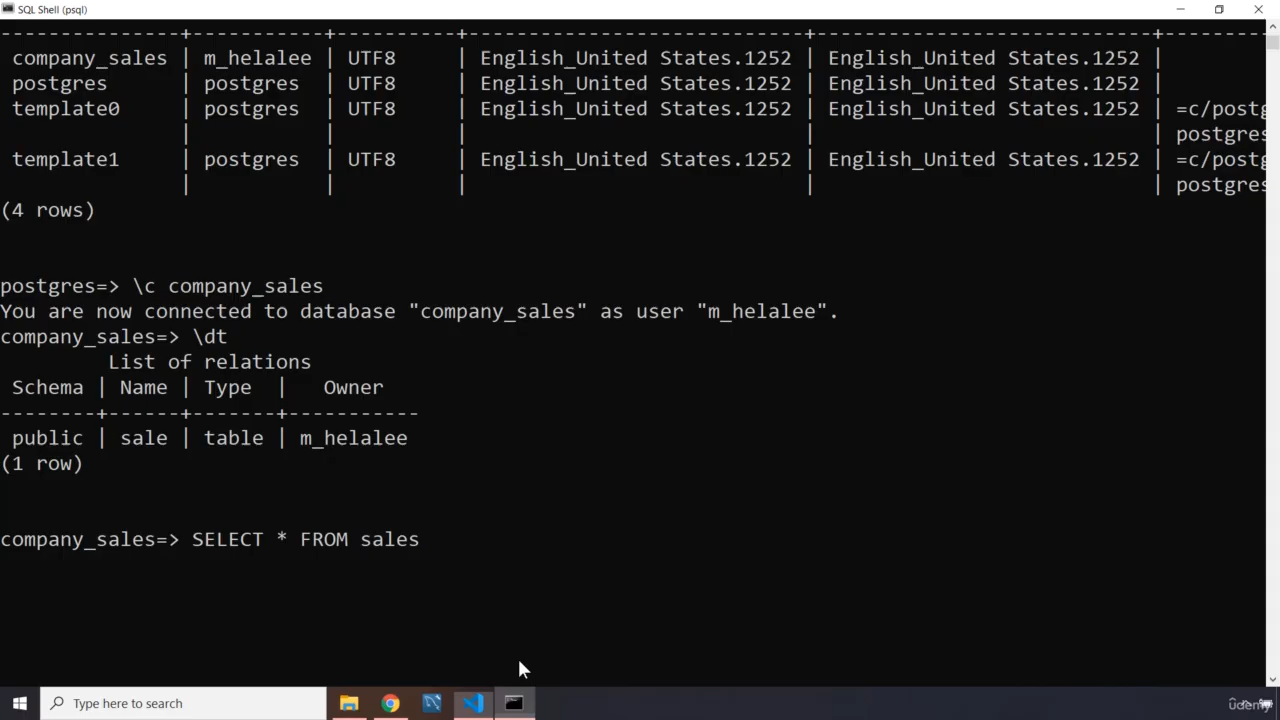 SQL Shell (psql)
---------------+-----------+----------+----------------------------+----------------------------+---------
company_sales | m_helalee | UTF8 | English_United States.1252 | English_United States.1252 |
postgres | postgres | UTF8 | English_United States.1252 | English_United States.1252 |
template0 | postgres | UTF8 | English_United States.1252 | English_United States.1252 | =c/postg
| | | | | postgres
template1 | postgres | UTF8 | English_United States.1252 | English_United States.1252 | =c/postg
| | | | | postgres
(4 rows)
postgres=> \c company_sales
You are now connected to database "company_sales" as user "m_helalee".
company_sales=> \dt
List of relations
Schema | Name | Type | Owner
--------+------+-------+-----------
public | sale | table | m_helalee
(1 row)
company_sales=> SELECT * FROM sales
Type here to search
udemy